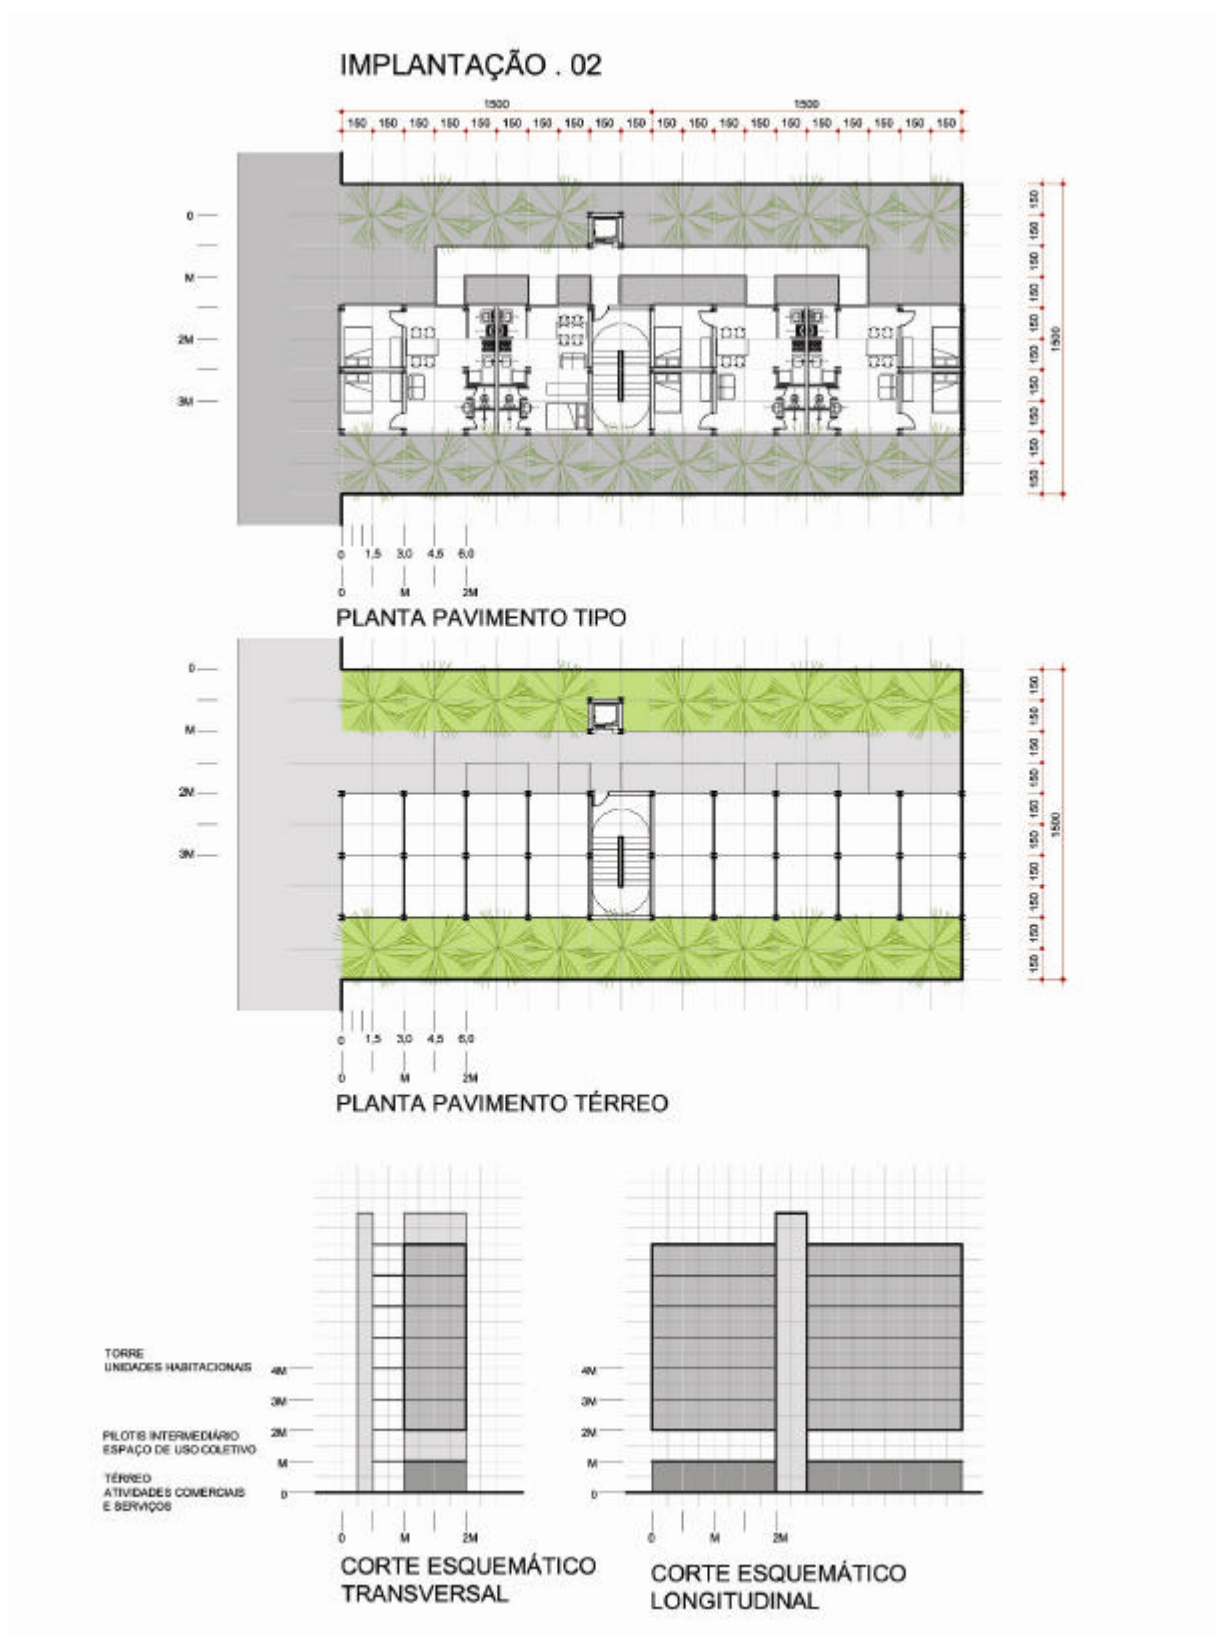 IMPLANTAÇÃO . 02
1500 1500
150 150 150 150 150 150 150 150 150 150 150 150 150 150 150 150 150 150 150 150
0
M
2M
3M
150 150 150 150 150 150 150 150 150 150
1500
0 1,5 3,0 4,5 6,0
0 M 2M
PLANTA PAVIMENTO TIPO
0
M
2M
3M
150 150 150 150 150 150 150 150 150 150
1500
0 1,5 3,0 4,5 6,0
0 M 2M
PLANTA PAVIMENTO TÉRREO
TORRE
UNIDADES HABITACIONAIS
PILOTIS INTERMEDIÁRIO
ESPAÇO DE USO COLETIVO
TÉRREO
ATIVIDADES COMERCIAIS
E SERVIÇOS
4M
3M
2M
M
0
0 M 2M
CORTE ESQUEMÁTICO
TRANSVERSAL
4M
3M
2M
M
0
0 M 2M
CORTE ESQUEMÁTICO
LONGITUDINAL